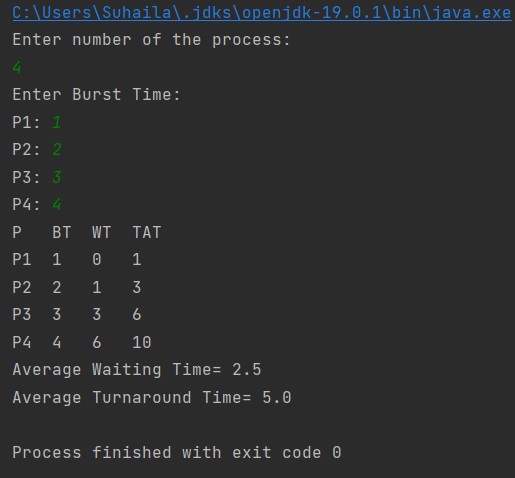 C:\Users\Suhaila\.jdks\openjdk-19.0.1\bin\java.exe
Enter number of the process:
4
Enter Burst Time:
P1: 1
P2: 2
P3: 3
P4: 4
P BT WT TAT
P1 1 0 1
P2 2 1 3
P3 3 3 6
P4 4 6 10
Average Waiting Time= 2.5
Average Turnaround Time= 5.0
Process finished with exit code 0